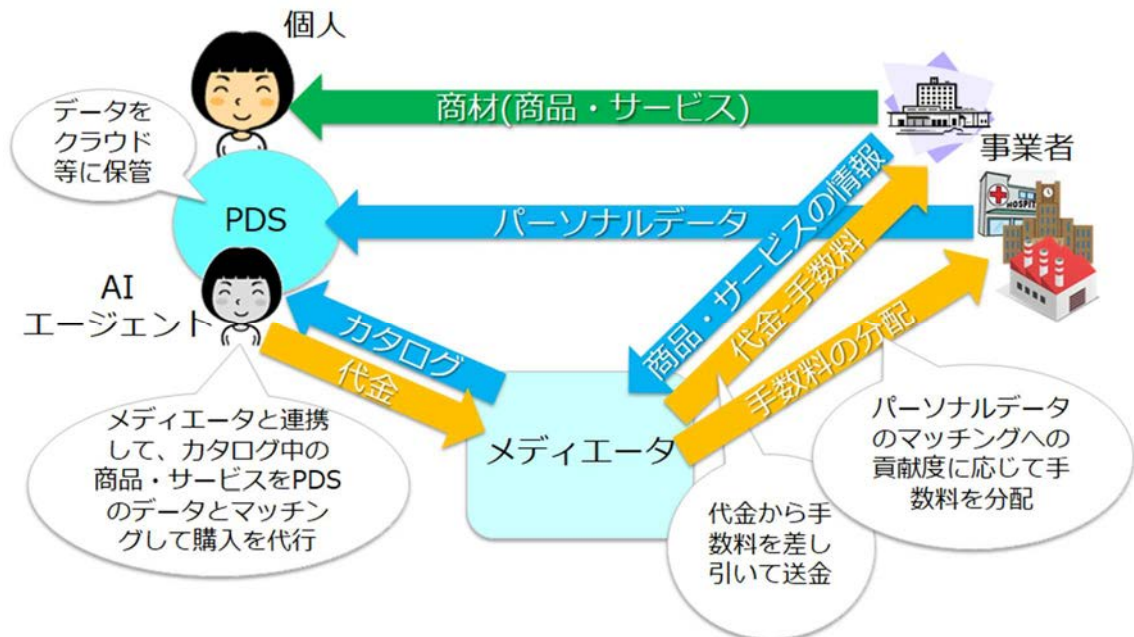 個人
データを
クラウド
等に保管
商材(商品・サービス)
事業者
HOSPIT
PDS
パーソナルデータ
商品・サービスの情報
代金-手数料
手数料の分配
AI
エージェント
カタログ
代金
メディエータ
メディエータと連携
して、カタログ中の
商品・サービスをPDS
のデータとマッチン
グして購入を代行
代金から手
数料を差し
引いて送金
パーソナルデータ
のマッチングへの
貢献度に応じて手
数料を分配